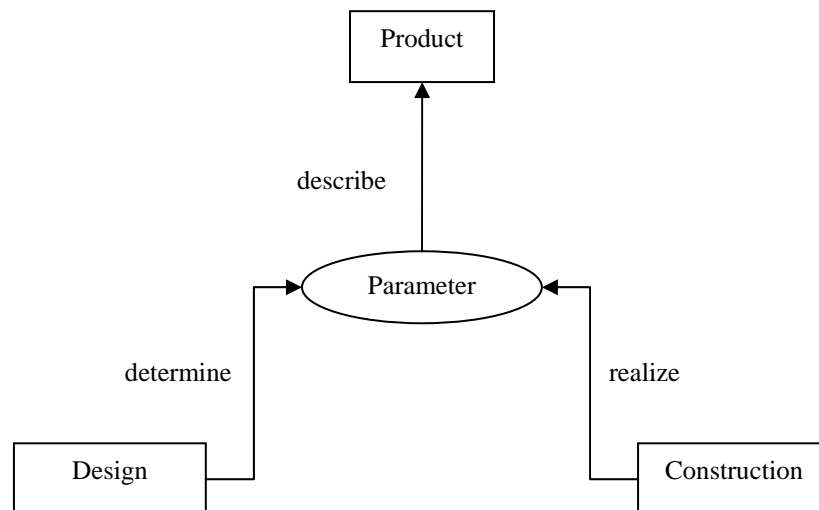 Product
describe
Parameter
determine
realize
Design
Construction